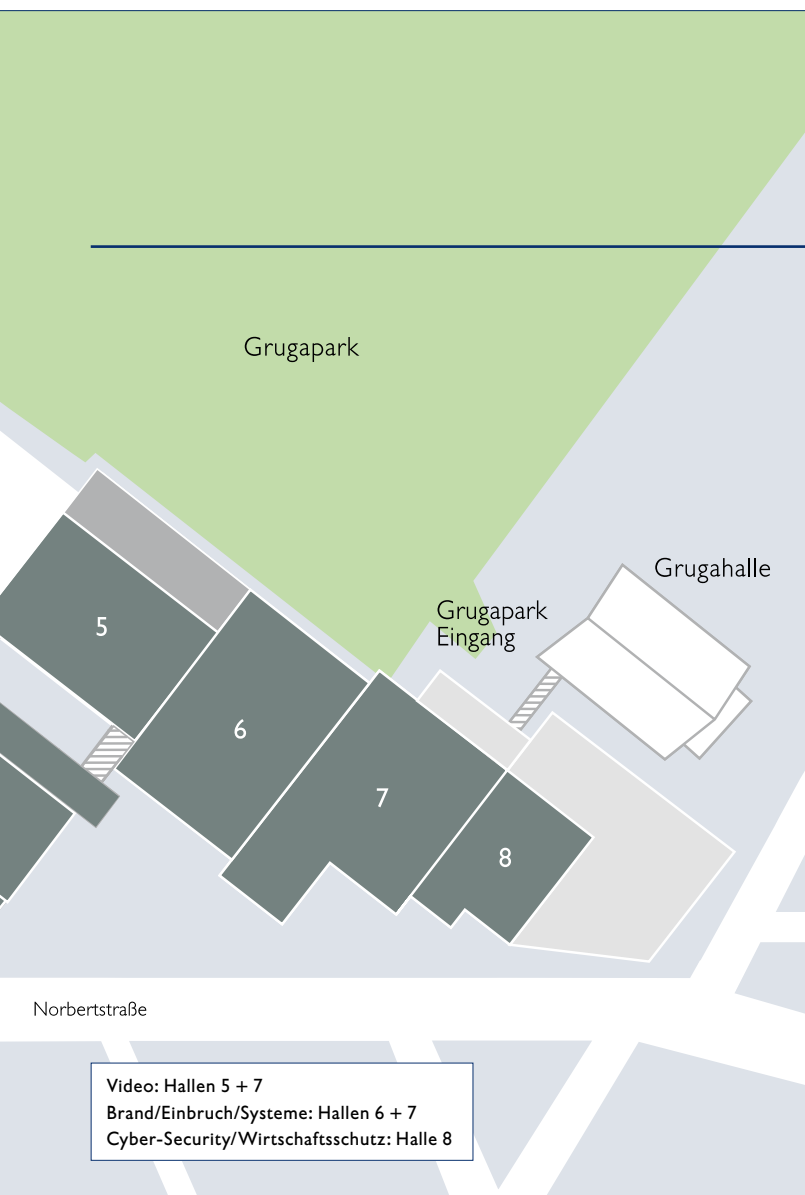 Grugapark
Grugahalle
Grugapark
Eingang
5
6
7
8
Norbertstraße
Video: Hallen 5 + 7
Brand/Einbruch/Systeme: Hallen 6 + 7
Cyber-Security/Wirtschaftsschutz: Halle 8